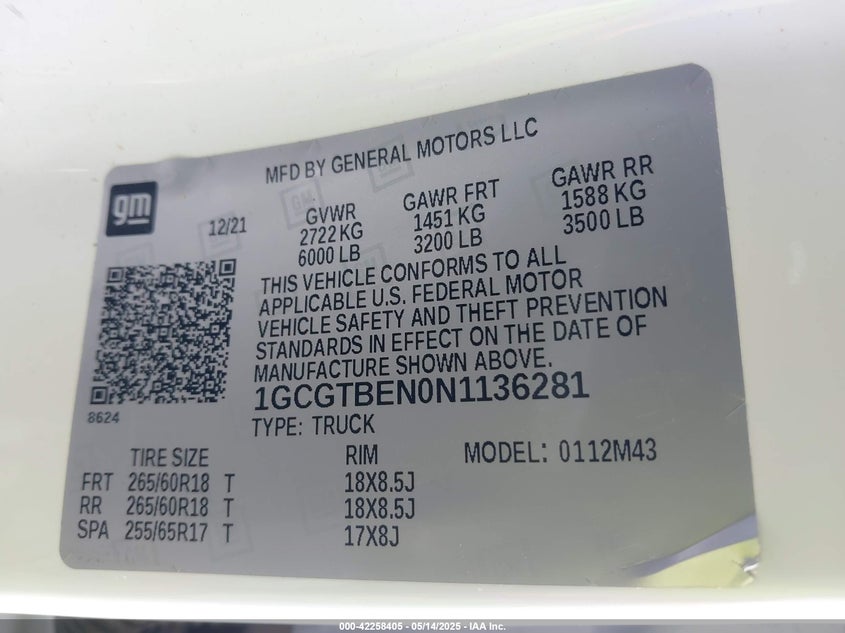 MFD BY GENERAL MOTORS LLC
gm
12/21
GVWR
2722 KG
6000 LB
GAWR FRT
1451 KG
3200 LB
GAWR RR
1588 KG
3500 LB
THIS VEHICLE CONFORMS TO ALL
APPLICABLE U.S. FEDERAL MOTOR
VEHICLE SAFETY AND THEFT PREVENTION
STANDARDS IN EFFECT ON THE DATE OF
MANUFACTURE SHOWN ABOVE.
8624
1GCGTBEN0N1136281
TYPE: TRUCK
TIRE SIZE RIM MODEL: 0112M43
FRT 265/60R18 T 18X8.5J
RR 265/60R18 T 18X8.5J
SPA 255/65R17 T 17X8J
000-42258405 - 05/14/2025 - IAA Inc.